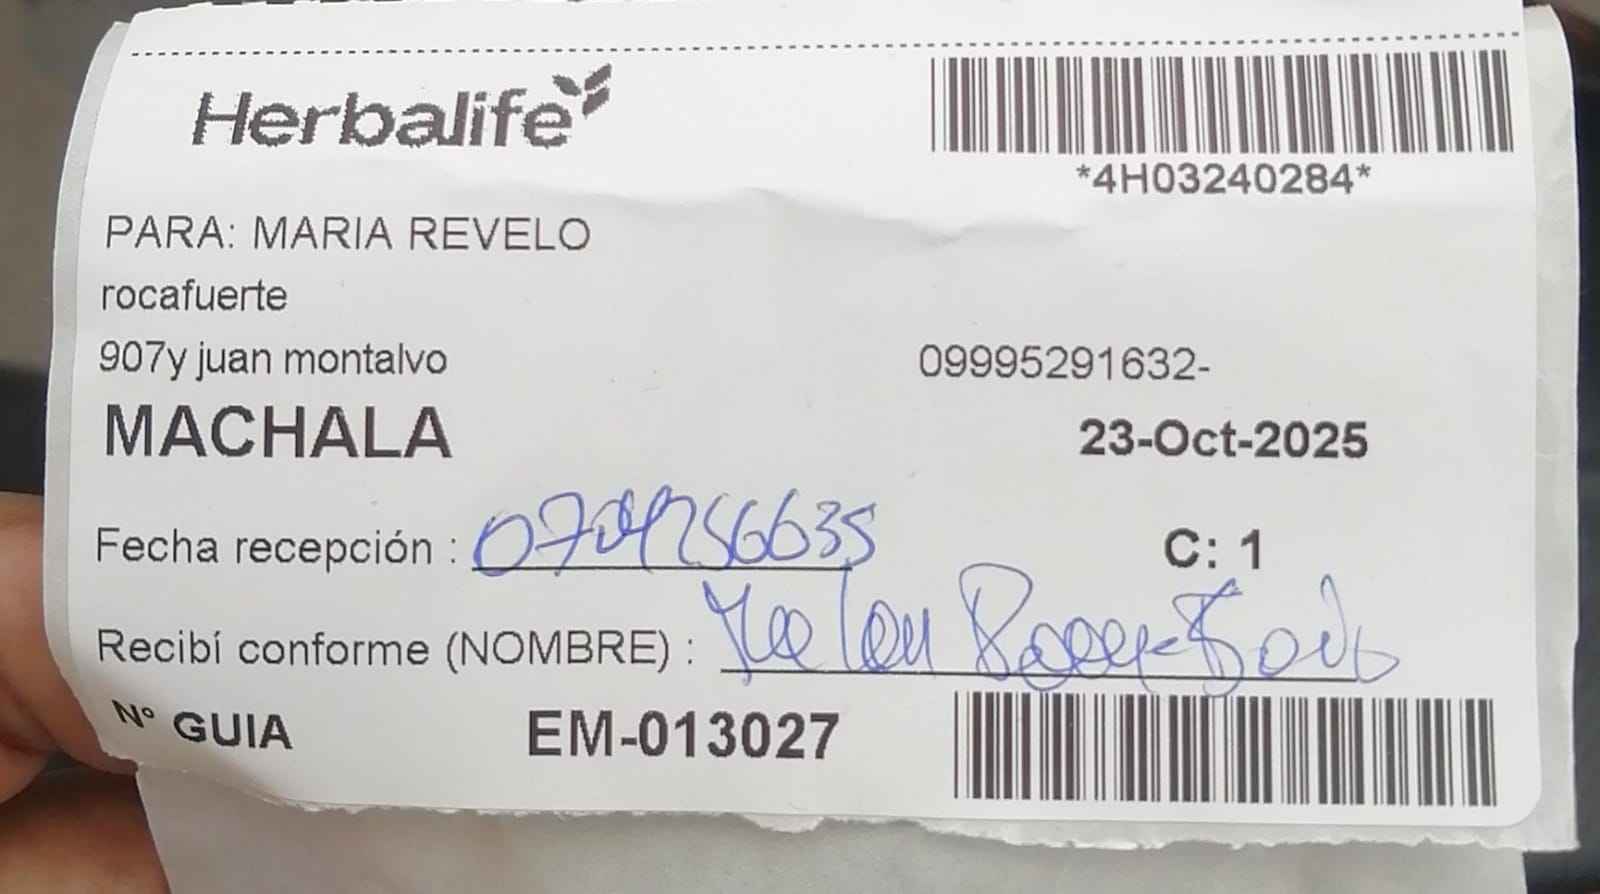 Herbalife
*4H03240284*
PARA: MARIA REVELO
rocafuerte
907y juan montalvo 09995291632-
MACHALA 23-Oct-2025
Fecha recepción : C: 1
Recibí conforme (NOMBRE) :
Nº GUIA EM-013027